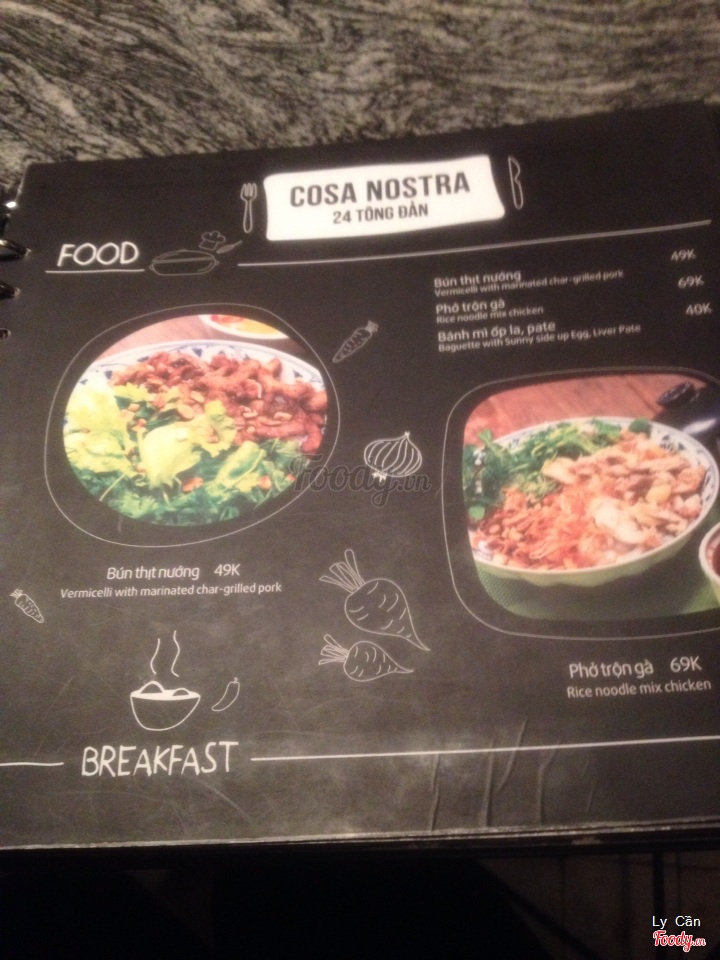 COSA NOSTRA
24 TÔNG ĐẢN
FOOD
Bún thịt nướng 49K
Vermicelli with marinated char-grilled pork
Phở trộn gà 69K
Rice noodle mix chicken
Bánh mì ốp la, pate 40K
Baguette with Sunny side up Egg, Liver Pate
foody.vn
Bún thịt nướng 49K
Vermicelli with marinated char-grilled pork
Phở trộn gà 69K
Rice noodle mix chicken
BREAKFAST
Ly Cần
Foody.vn